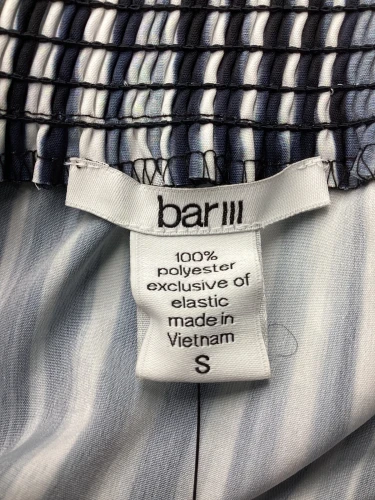 bar III
100%
polyester
exclusive of
elastic
made in
Vietnam
S